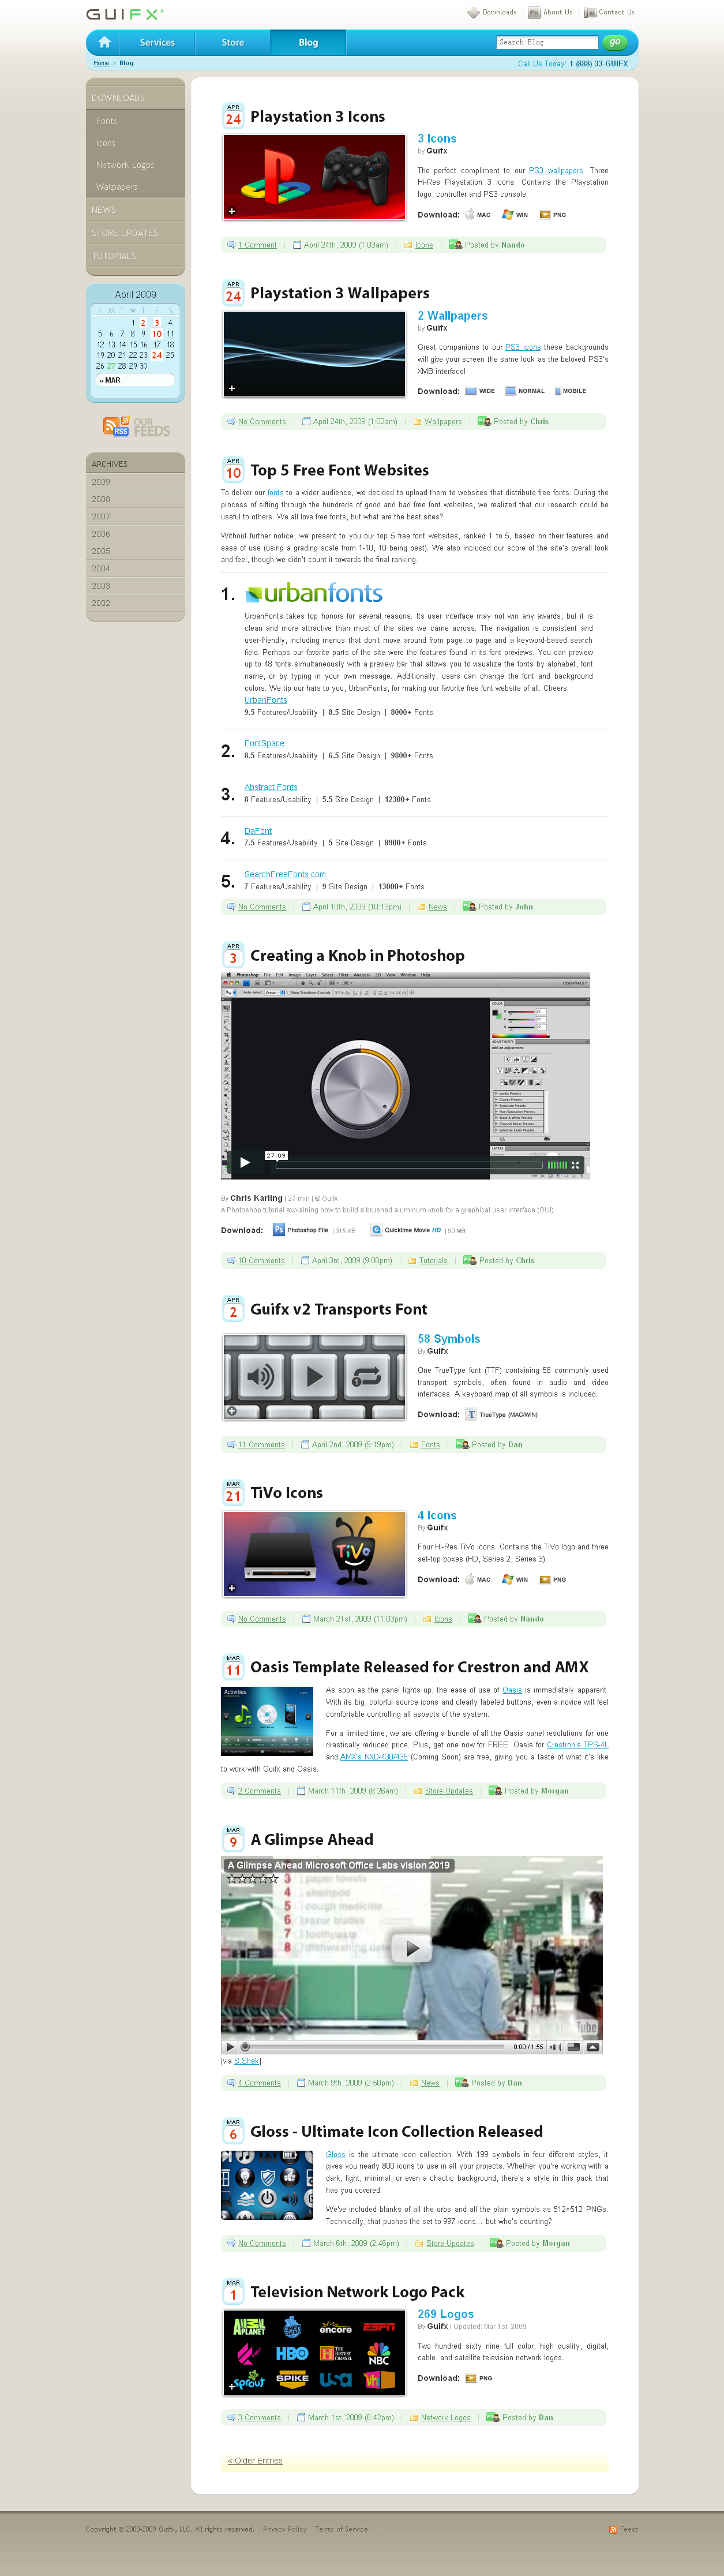 GUIFX
Downloads About Us Contact Us
Services Store Blog Search Blog go
Home » Blog Call Us Today: 1 (888) 33-GUIFX
DOWNLOADS
Fonts
Icons
Network Logos
Wallpapers
NEWS
STORE UPDATES
TUTORIALS
April 2009
S M T W T F S
1 2 3 4
5 6 7 8 9 10 11
12 13 14 15 16 17 18
19 20 21 22 23 24 25
26 27 28 29 30
« MAR
RSS OUR FEEDS
ARCHIVES
2009
2008
2007
2006
2005
2004
2003
2002
APR 24 Playstation 3 Icons
3 Icons
by Guifx
The perfect compliment to our PS3 wallpapers. Three
Hi-Res Playstation 3 icons. Contains the Playstation
logo, controller and PS3 console.
Download: MAC WIN PNG
1 Comment | April 24th, 2009 (1:03am) | Icons | Posted by Nando
APR 24 Playstation 3 Wallpapers
2 Wallpapers
by Guifx
Great companions to our PS3 icons these backgrounds
will give your screen the same look as the beloved PS3's
XMB interface!
Download: WIDE NORMAL MOBILE
No Comments | April 24th, 2009 (1:02am) | Wallpapers | Posted by Chris
APR 10 Top 5 Free Font Websites
To deliver our fonts to a wider audience, we decided to upload them to websites that distribute free fonts. During the
process of sifting through the hundreds of good and bad free font websites, we realized that our research could be
useful to others. We all love free fonts, but what are the best sites?
Without further notice, we present to you our top 5 free font websites, ranked 1 to 5, based on their features and
ease of use (using a grading scale from 1-10, 10 being best). We also included our score of the site's overall look
and feel, though we didn't count it towards the final ranking.
1. urbanfonts
UrbanFonts takes top honors for several reasons. Its user interface may not win any awards, but it is
clean and more attractive than most of the sites we came across. The navigation is consistent and
user-friendly, including menus that don't move around from page to page and a keyword-based search
field. Perhaps our favorite parts of the site were the features found in its font previews. You can preview
up to 48 fonts simultaneously with a preview bar that allows you to visualize the fonts by alphabet, font
name, or by typing in your own message. Additionally, users can change the font and background
colors. We tip our hats to you, UrbanFonts, for making our favorite free font website of all. Cheers.
UrbanFonts
9.5 Features/Usability | 8.5 Site Design | 8000+ Fonts
2. FontSpace
8.5 Features/Usability | 6.5 Site Design | 9800+ Fonts
3. Abstract Fonts
8 Features/Usability | 5.5 Site Design | 12300+ Fonts
4. DaFont
7.5 Features/Usability | 5 Site Design | 8900+ Fonts
5. SearchFreeFonts.com
7 Features/Usability | 9 Site Design | 13000+ Fonts
No Comments | April 10th, 2009 (10:13pm) | News | Posted by John
APR 3 Creating a Knob in Photoshop
Photoshop File Edit Image Layer Select Filter Analysis 3D View Window Help
27:09
By Chris Karling | 27 min | © Guifx
A Photoshop tutorial explaining how to build a brushed aluminum knob for a graphical user interface (GUI).
Download: Photoshop File | 315 KB Quicktime Movie HD | 90 MB
10 Comments | April 3rd, 2009 (9:08pm) | Tutorials | Posted by Chris
APR 2 Guifx v2 Transports Font
58 Symbols
By Guifx
One TrueType font (TTF) containing 58 commonly used
transport symbols, often found in audio and video
interfaces. A keyboard map of all symbols is included.
Download: TrueType (MAC/WIN)
11 Comments | April 2nd, 2009 (9:19pm) | Fonts | Posted by Dan
MAR 21 TiVo Icons
TiVo
4 Icons
By Guifx
Four Hi-Res TiVo icons. Contains the TiVo logo and three
set-top boxes (HD, Series 2, Series 3).
Download: MAC WIN PNG
No Comments | March 21st, 2009 (11:03pm) | Icons | Posted by Nando
MAR 11 Oasis Template Released for Crestron and AMX
Activities
As soon as the panel lights up, the ease of use of Oasis is immediately apparent.
With its big, colorful source icons and clearly labeled buttons, even a novice will feel
comfortable controlling all aspects of the system.
For a limited time, we are offering a bundle of all the Oasis panel resolutions for one
drastically reduced price. Plus, get one now for FREE. Oasis for Crestron's TPS-4L
and AMX's NXD-430/435 (Coming Soon) are free, giving you a taste of what it's like
to work with Guifx and Oasis.
2 Comments | March 11th, 2009 (8:26am) | Store Updates | Posted by Morgan
MAR 9 A Glimpse Ahead
A Glimpse Ahead Microsoft Office Labs vision 2019
3 pregnancy test
4 shampoo
5 cough medicine
6 razor blades
7 toothpaste
8 dishwashing detergent
YouTube
0:00 / 1:55
[via S.Shek]
4 Comments | March 9th, 2009 (2:50pm) | News | Posted by Dan
MAR 6 Gloss - Ultimate Icon Collection Released
Gloss is the ultimate icon collection. With 199 symbols in four different styles, it
gives you nearly 800 icons to use in all your projects. Whether you're working with a
dark, light, minimal, or even a chaotic background, there's a style in this pack that
has you covered.
We've included blanks of all the orbs and all the plain symbols as 512×512 PNGs.
Technically, that pushes the set to 997 icons... but who's counting?
No Comments | March 6th, 2009 (2:46pm) | Store Updates | Posted by Morgan
MAR 1 Television Network Logo Pack
ANIMAL PLANET encore ESPN
HBO THE HISTORY CHANNEL NBC
Sprout SPIKE usa VH1
269 Logos
By Guifx | Updated: Mar 1st, 2009
Two hundred sixty nine full color, high quality, digital,
cable, and satellite television network logos.
Download: PNG
3 Comments | March 1st, 2009 (6:42pm) | Network Logos | Posted by Dan
« Older Entries
Copyright © 2000-2009 Guifx, LLC. All rights reserved. | Privacy Policy | Terms of Service Feeds